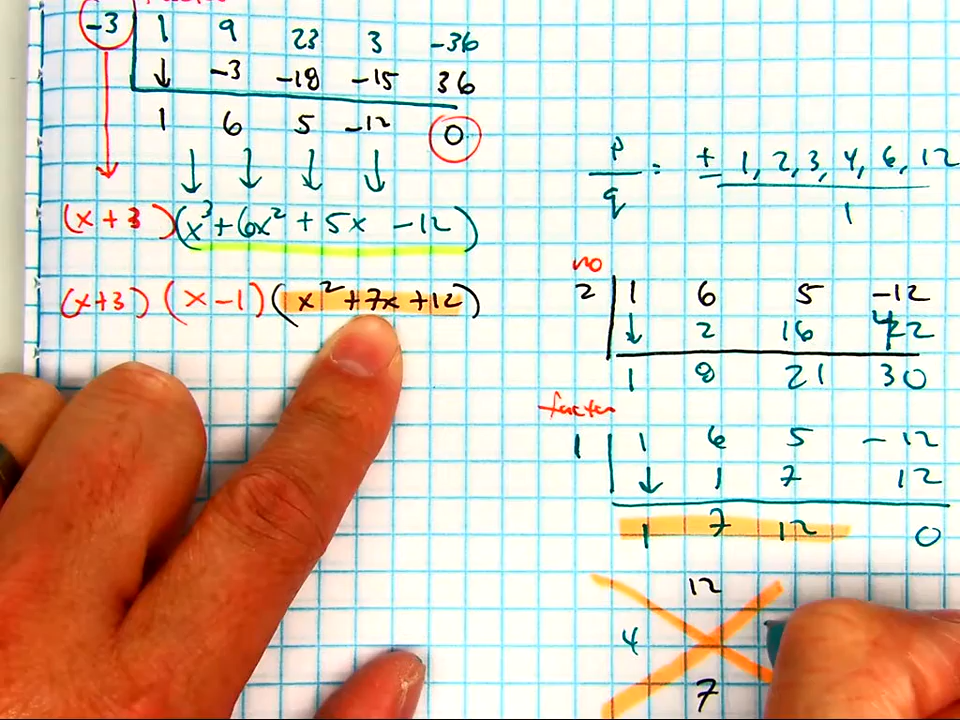 -3 | 1 9 23 3 -36
↓ -3 -18 -15 36
1 6 5 -12 0
↓ ↓ ↓ ↓
(x+3)(x³+6x²+5x-12)
(x+3)(x-1)(x²+7x+12)
p/q = ± 1, 2, 3, 4, 6, 12 / 1
no
2 | 1 6 5 -12
↓ 2 16 42
1 8 21 30
factor
1 | 1 6 5 -12
↓ 1 7 12
1 7 12 0
12
4
7